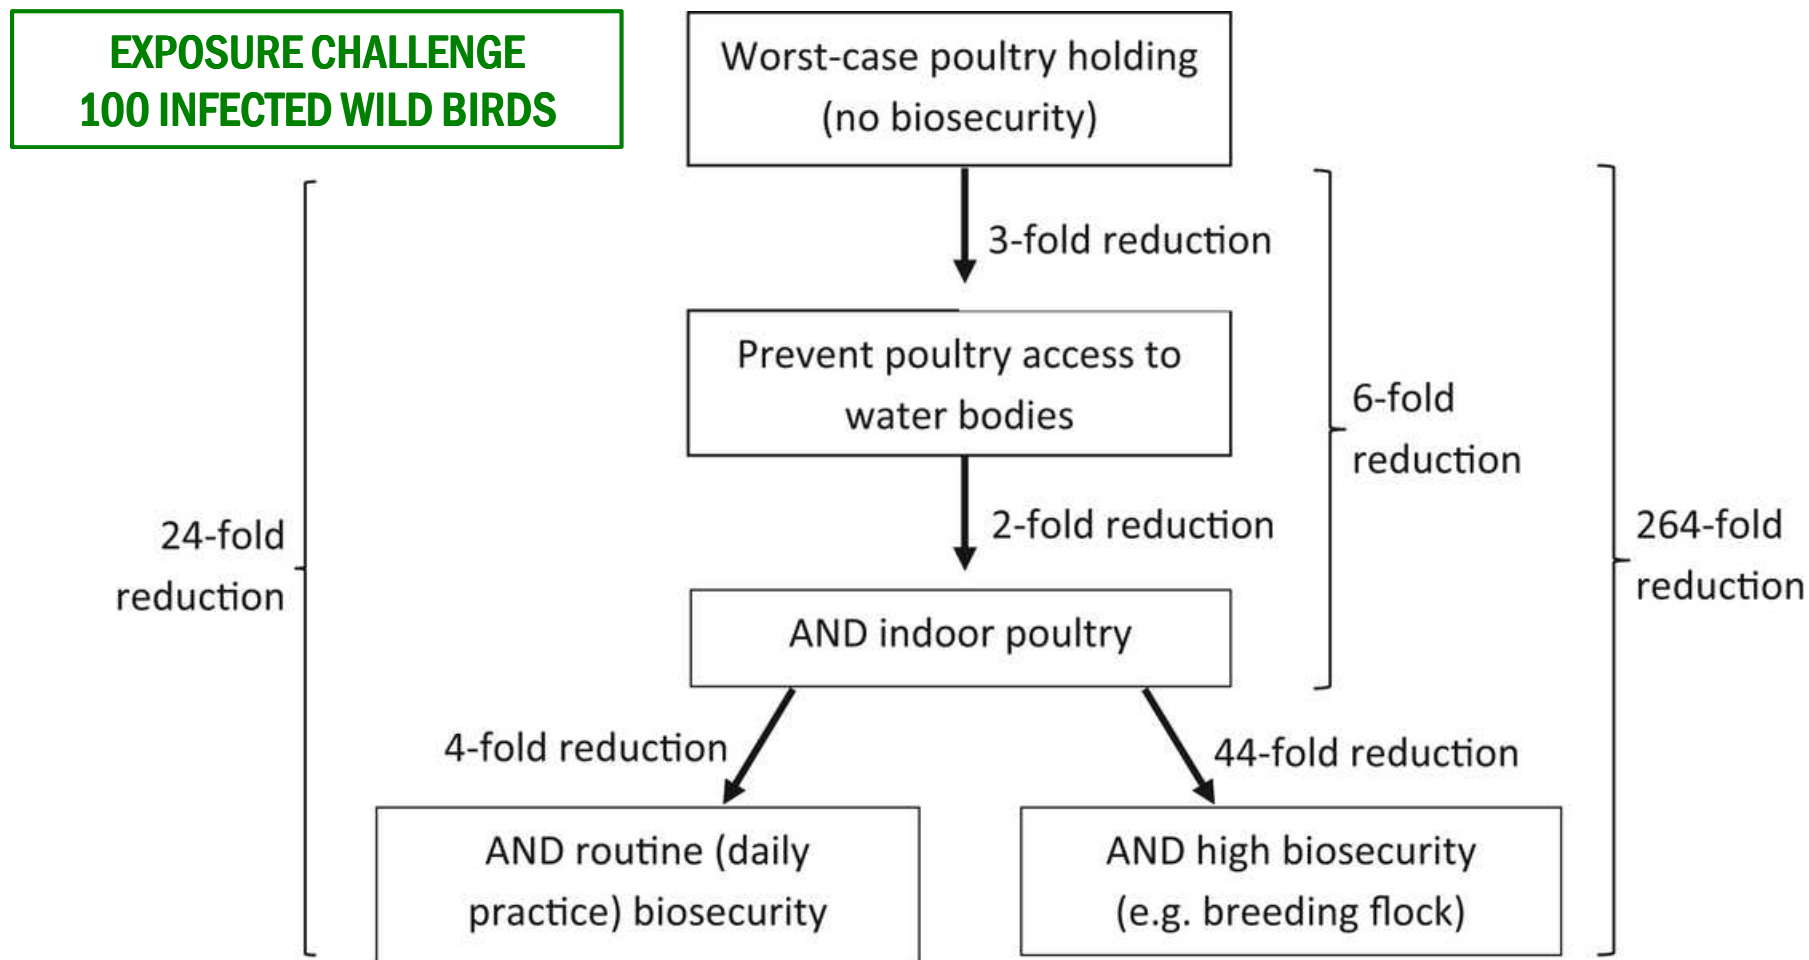 EXPOSURE CHALLENGE
100 INFECTED WILD BIRDS
Worst-case poultry holding
(no biosecurity)
3-fold reduction
Prevent poultry access to
water bodies
6-fold
reduction
2-fold reduction
24-fold
reduction
264-fold
reduction
AND indoor poultry
4-fold reduction
44-fold reduction
AND routine (daily
practice) biosecurity
AND high biosecurity
(e.g. breeding flock)